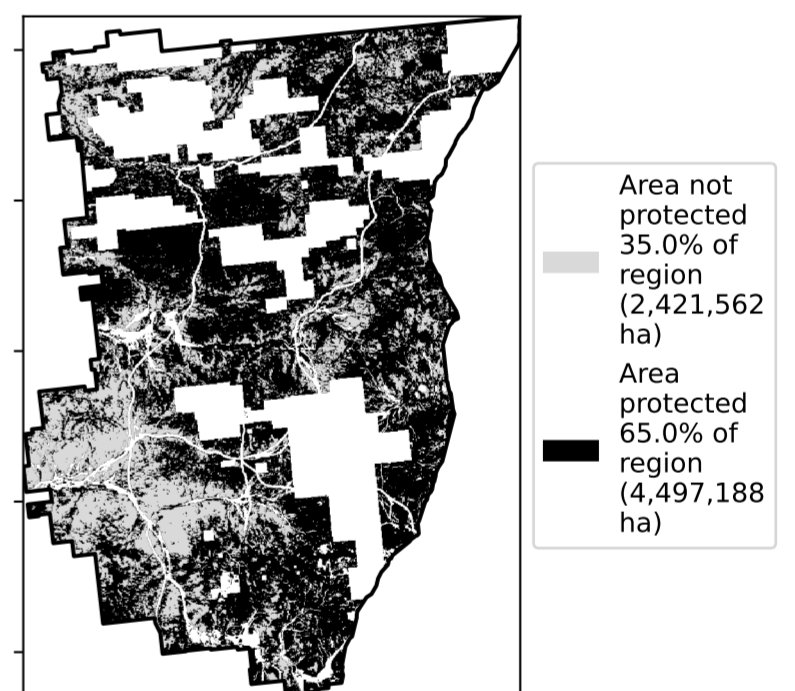 Area not
protected
35.0% of
region
(2,421,562
ha)
Area
protected
65.0% of
region
(4,497,188
ha)